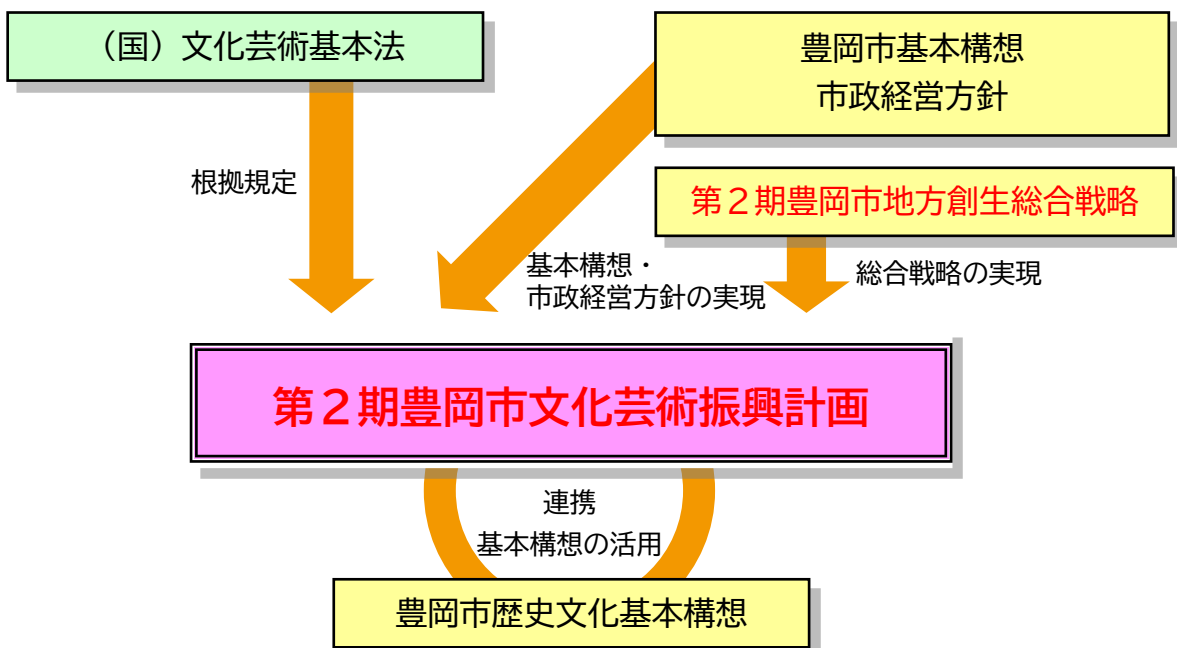 （国）文化芸術基本法
豊岡市基本構想
市政経営方針
根拠規定
第２期豊岡市地方創生総合戦略
基本構想・
市政経営方針の実現
総合戦略の実現
第２期豊岡市文化芸術振興計画
連携
基本構想の活用
豊岡市歴史文化基本構想